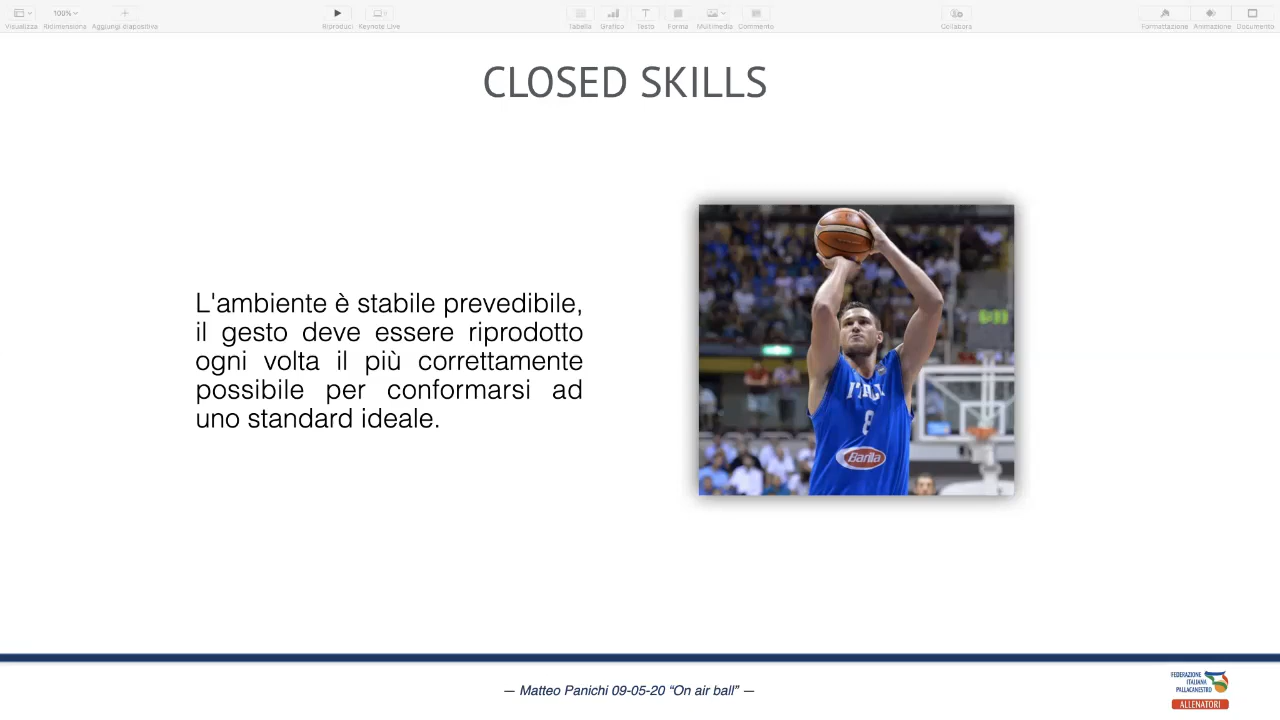 100%
Visualizza Ridimensiona Aggiungi diapositiva Riproduci Keynote Live Tabella Grafico Testo Forma Multimedia Commento Collabora Formattazione Animazione Documento
CLOSED SKILLS
L'ambiente è stabile prevedibile,
il gesto deve essere riprodotto
ogni volta il più correttamente
possibile per conformarsi ad
uno standard ideale.
ITALIA
8
Barilla
— Matteo Panichi 09-05-20 “On air ball” —
FEDERAZIONE
ITALIANA
PALLACANESTRO
ALLENATORI